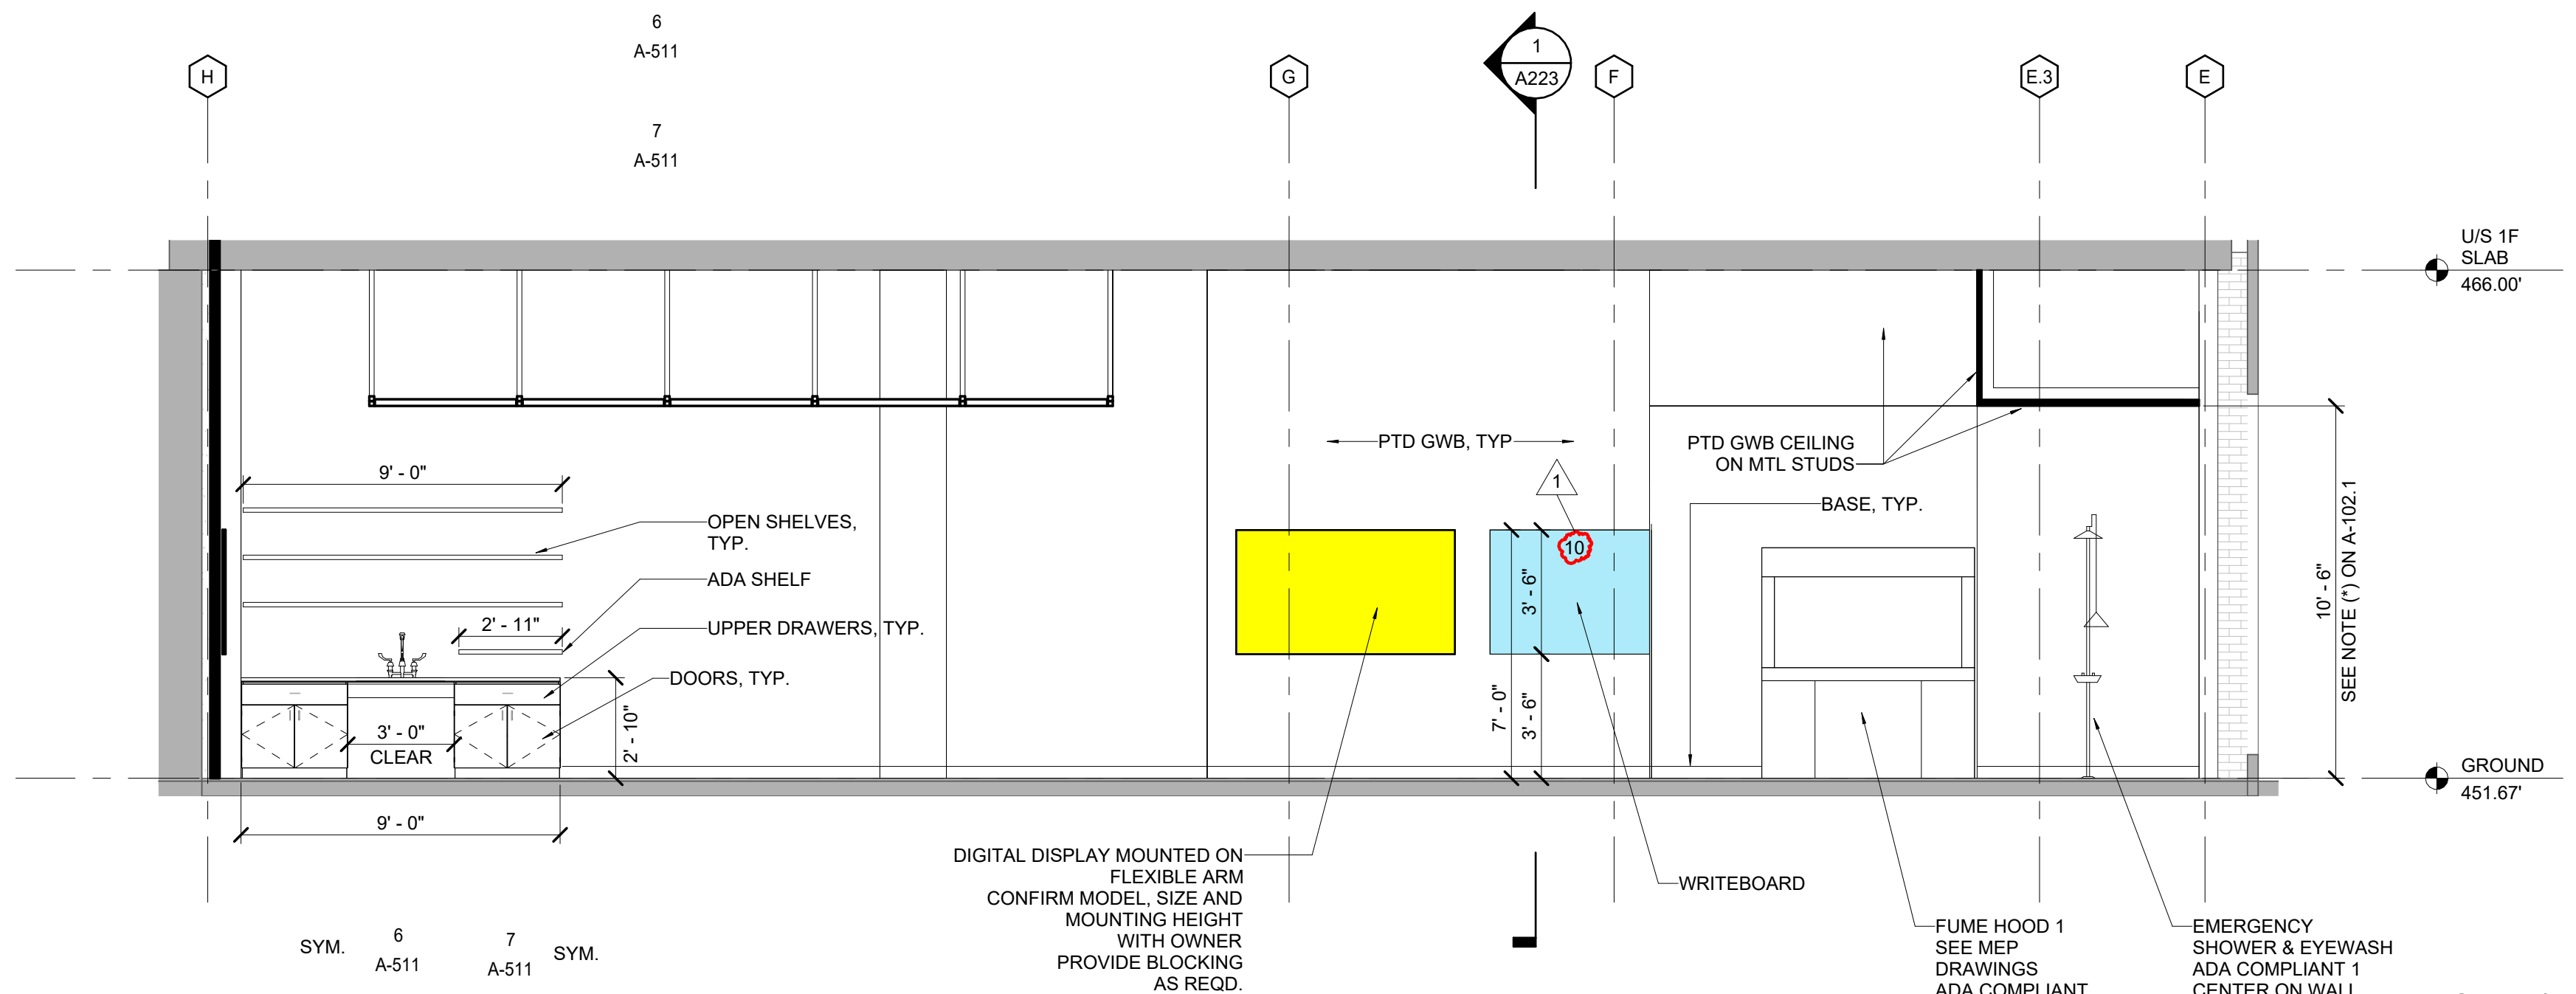 6
A-511
7
A-511
H
G
1
A223
F
E.3
E
U/S 1F
SLAB
466.00'
PTD GWB, TYP
PTD GWB CEILING
ON MTL STUDS
1
10
BASE, TYP.
9' - 0"
OPEN SHELVES,
TYP.
ADA SHELF
2' - 11"
UPPER DRAWERS, TYP.
DOORS, TYP.
3' - 0"
CLEAR
2' - 10"
9' - 0"
3' - 6"
7' - 0"
3' - 6"
10' - 6"
SEE NOTE (*) ON A-102.1
GROUND
451.67'
DIGITAL DISPLAY MOUNTED ON
FLEXIBLE ARM
CONFIRM MODEL, SIZE AND
MOUNTING HEIGHT
WITH OWNER
PROVIDE BLOCKING
AS REQD.
WRITEBOARD
FUME HOOD 1
SEE MEP
DRAWINGS
ADA COMPLIANT
EMERGENCY
SHOWER & EYEWASH
ADA COMPLIANT 1
CENTER ON WALL
SYM.
6
A-511
7
A-511
SYM.